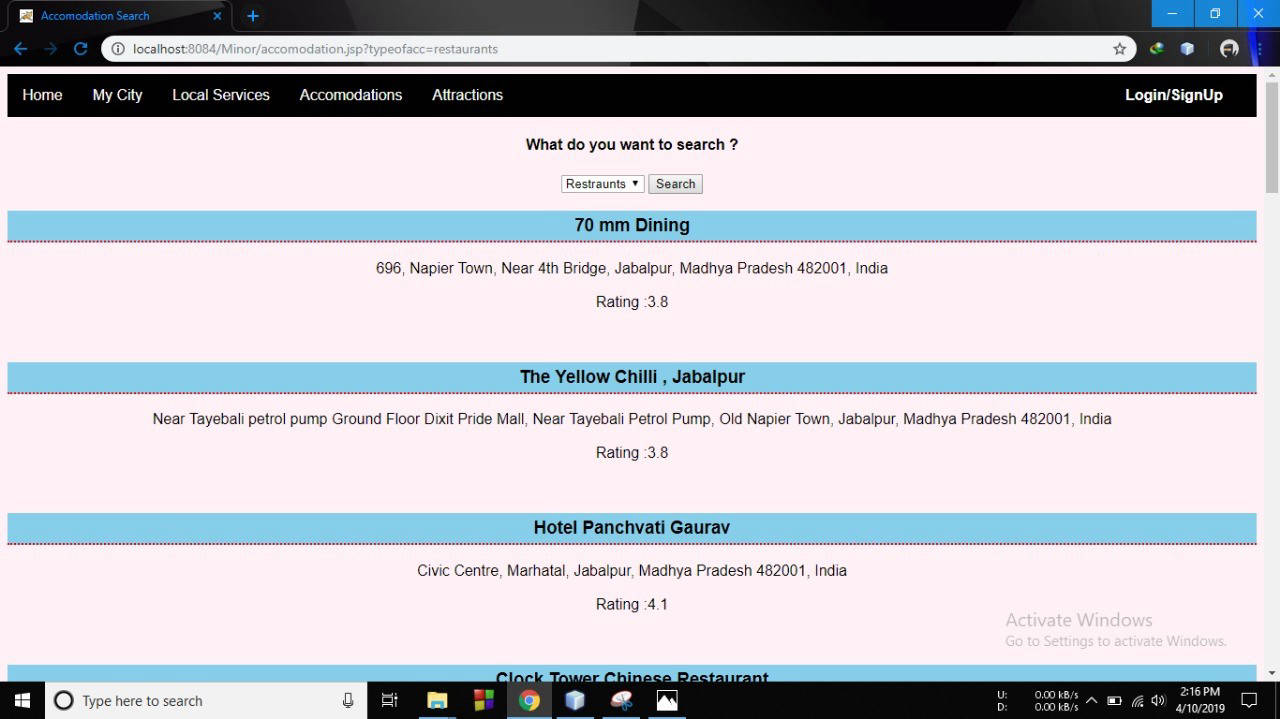 Accomodation Search
localhost:8084/Minor/accomodation.jsp?typeofacc=restaurants
Home My City Local Services Accomodations Attractions Login/SignUp
What do you want to search ?
Restraunts Search
70 mm Dining
696, Napier Town, Near 4th Bridge, Jabalpur, Madhya Pradesh 482001, India
Rating :3.8
The Yellow Chilli , Jabalpur
Near Tayebali petrol pump Ground Floor Dixit Pride Mall, Near Tayebali Petrol Pump, Old Napier Town, Jabalpur, Madhya Pradesh 482001, India
Rating :3.8
Hotel Panchvati Gaurav
Civic Centre, Marhatal, Jabalpur, Madhya Pradesh 482001, India
Rating :4.1
Activate Windows
Go to Settings to activate Windows.
Clock Tower Chinese Restaurant
Type here to search
U: 0.00 kB/s
D: 0.00 kB/s
2:16 PM
4/10/2019